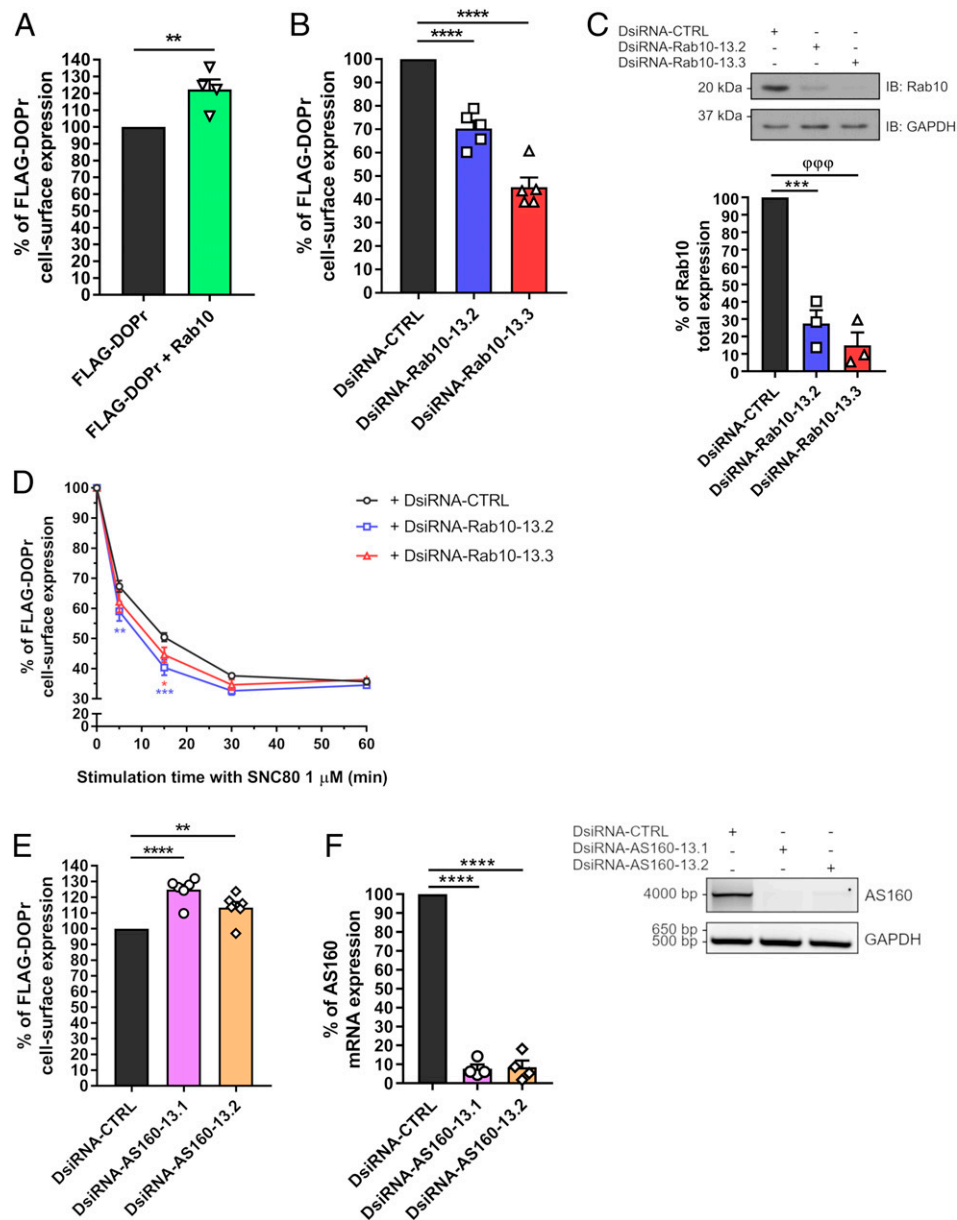 A
**
% of FLAG-DOPr
cell-surface expression
140
130
120
110
100
90
80
70
60
50
40
30
20
10
0
FLAG-DOPr
FLAG-DOPr + Rab10
B
****
****
% of FLAG-DOPr
cell-surface expression
100
90
80
70
60
50
40
30
20
10
0
DsiRNA-CTRL
DsiRNA-Rab10-13.2
DsiRNA-Rab10-13.3
C
DsiRNA-CTRL + - -
DsiRNA-Rab10-13.2 - + -
DsiRNA-Rab10-13.3 - - +
20 kDa
IB: Rab10
37 kDa
IB: GAPDH
φφφ
***
% of Rab10
total expression
100
90
80
70
60
50
40
30
20
10
0
DsiRNA-CTRL
DsiRNA-Rab10-13.2
DsiRNA-Rab10-13.3
D
% of FLAG-DOPr
cell-surface expression
100
90
80
70
60
50
40
30
20
0
**
*
***
0 10 20 30 40 50 60
Stimulation time with SNC80 1 μM (min)
+ DsiRNA-CTRL
+ DsiRNA-Rab10-13.2
+ DsiRNA-Rab10-13.3
E
**
****
% of FLAG-DOPr
cell-surface expression
150
140
130
120
110
100
90
80
70
60
50
40
30
20
10
0
DsiRNA-CTRL
DsiRNA-AS160-13.1
DsiRNA-AS160-13.2
F
****
****
% of AS160
mRNA expression
100
90
80
70
60
50
40
30
20
10
0
DsiRNA-CTRL
DsiRNA-AS160-13.1
DsiRNA-AS160-13.2
DsiRNA-CTRL + - -
DsiRNA-AS160-13.1 - + -
DsiRNA-AS160-13.2 - - +
4000 bp
AS160
650 bp
500 bp
GAPDH